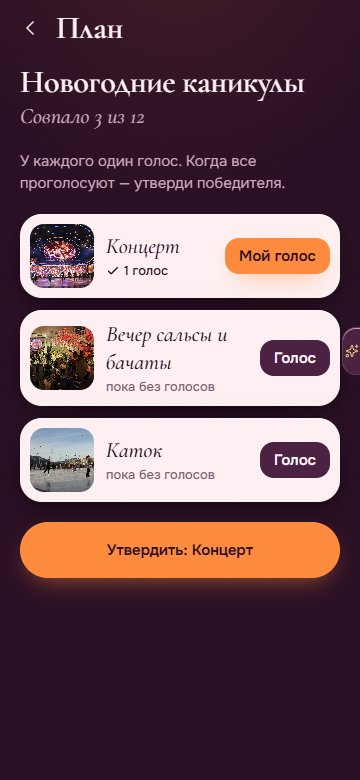 План
Новогодние каникулы
Совпало 3 из 12
У каждого один голос. Когда все
проголосуют — утверди победителя.
Концерт
✓ 1 голос
Мой голос
Вечер сальсы и
бачаты
пока без голосов
Голос
Каток
пока без голосов
Голос
Утвердить: Концерт